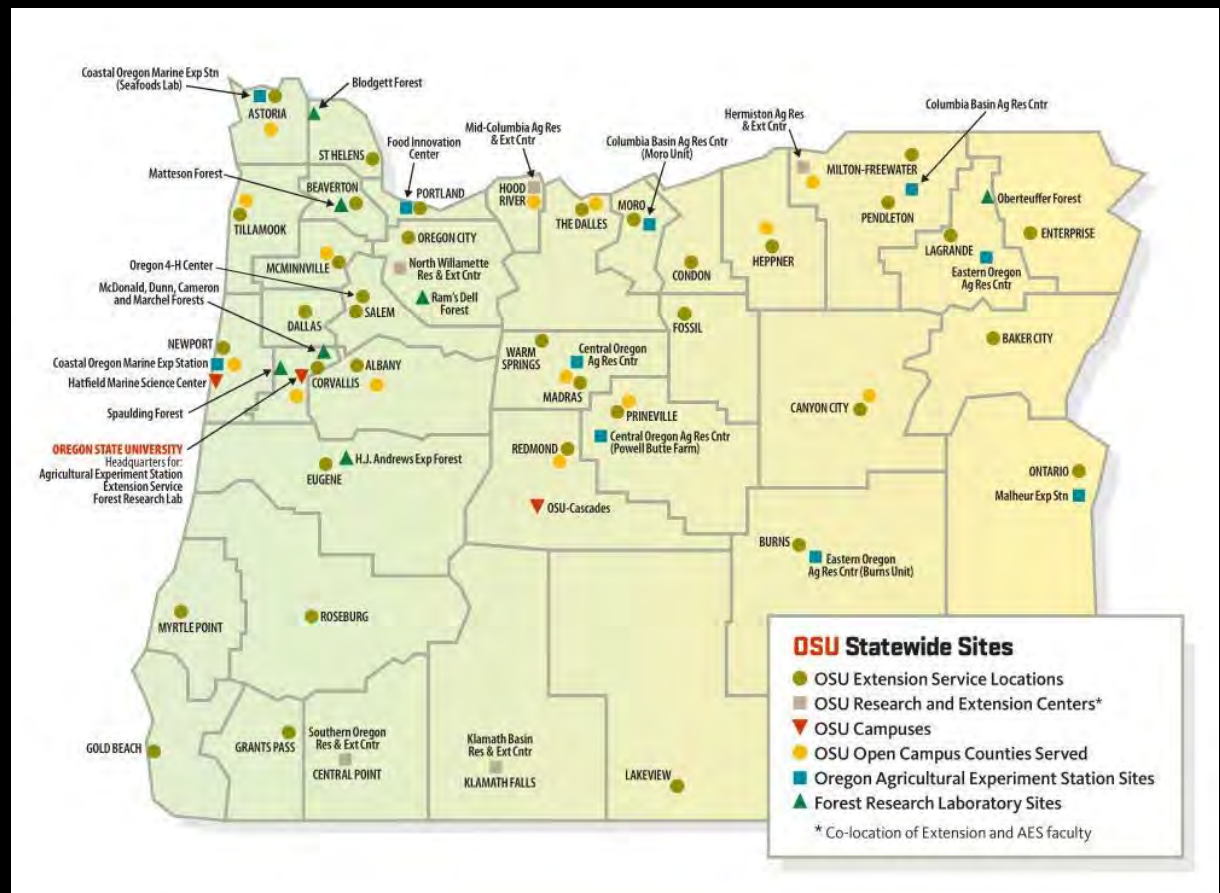 Coastal Oregon Marine Exp Stn
(Seafoods Lab)
ASTORIA
Blodgett Forest
ST HELENS
Matteson Forest
BEAVERTON
Food Innovation
Center
PORTLAND
Mid-Columbia Ag Res
& Ext Cntr
HOOD
RIVER
THE DALLES
Columbia Basin Ag Res Cntr
(Moro Unit)
MORO
Hermiston Ag Res
& Ext Cntr
Columbia Basin Ag Res Cntr
MILTON-FREEWATER
PENDLETON
Oberteuffer Forest
LAGRANDE
ENTERPRISE
Eastern Oregon
Ag Res Cntr
TILLAMOOK
OREGON CITY
North Willamette
Res & Ext Cntr
Ram's Dell
Forest
MCMINNVILLE
Oregon 4-H Center
McDonald, Dunn, Cameron
and Marchel Forests
SALEM
DALLAS
CONDON
HEPPNER
FOSSIL
BAKER CITY
NEWPORT
Coastal Oregon Marine Exp Station
Hatfield Marine Science Center
Spaulding Forest
CORVALLIS
ALBANY
WARM
SPRINGS
Central Oregon
Ag Res Cntr
MADRAS
PRINEVILLE
Central Oregon Ag Res Cntr
(Powell Butte Farm)
CANYON CITY
OREGON STATE UNIVERSITY
Headquarters for:
Agricultural Experiment Station
Extension Service
Forest Research Lab
EUGENE
H.J. Andrews Exp Forest
REDMOND
OSU-Cascades
ONTARIO
Malheur Exp Stn
BURNS
Eastern Oregon
Ag Res Cntr (Burns Unit)
MYRTLE POINT
ROSEBURG
GOLD BEACH
GRANTS PASS
Southern Oregon
Res & Ext Cntr
CENTRAL POINT
Klamath Basin
Res & Ext Cntr
KLAMATH FALLS
LAKEVIEW
OSU Statewide Sites
OSU Extension Service Locations
OSU Research and Extension Centers*
OSU Campuses
OSU Open Campus Counties Served
Oregon Agricultural Experiment Station Sites
Forest Research Laboratory Sites
* Co-location of Extension and AES faculty